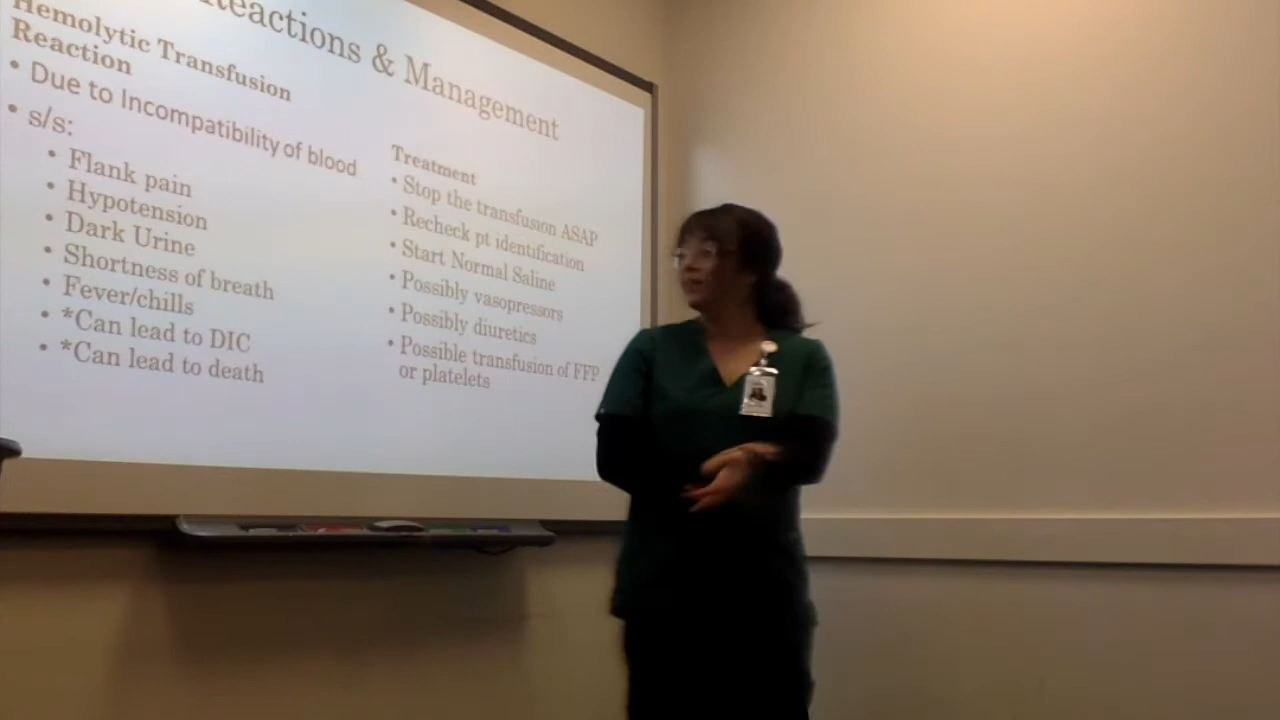 Reactions & Management
Hemolytic Transfusion
Reaction
• Due to Incompatibility of blood
• s/s:
• Flank pain
• Hypotension
• Dark Urine
• Shortness of breath
• Fever/chills
• *Can lead to DIC
• *Can lead to death
Treatment
• Stop the transfusion ASAP
• Recheck pt identification
• Start Normal Saline
• Possibly vasopressors
• Possibly diuretics
• Possible transfusion of FFP
or platelets